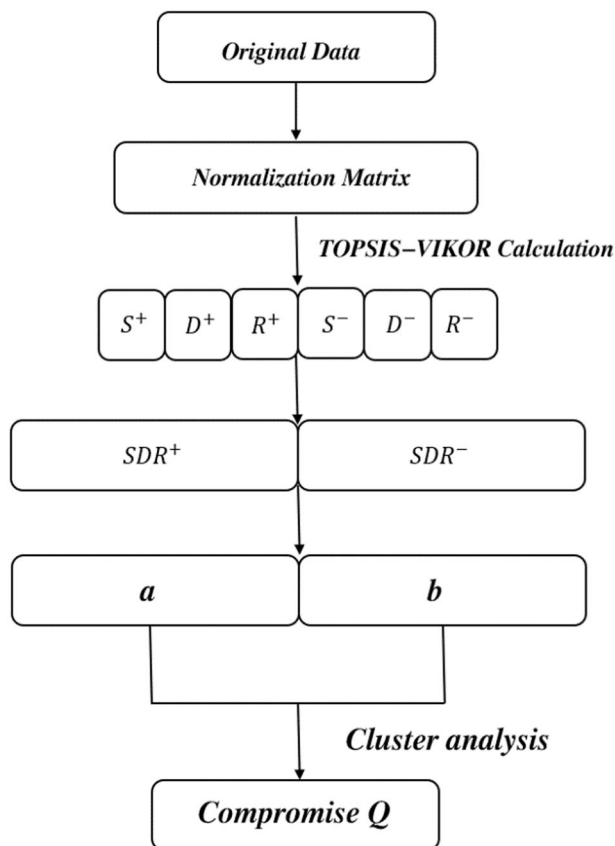 Original Data
Normalization Matrix
TOPSIS–VIKOR Calculation
S⁺ D⁺ R⁺ S⁻ D⁻ R⁻
SDR⁺ SDR⁻
a b
Cluster analysis
Compromise Q